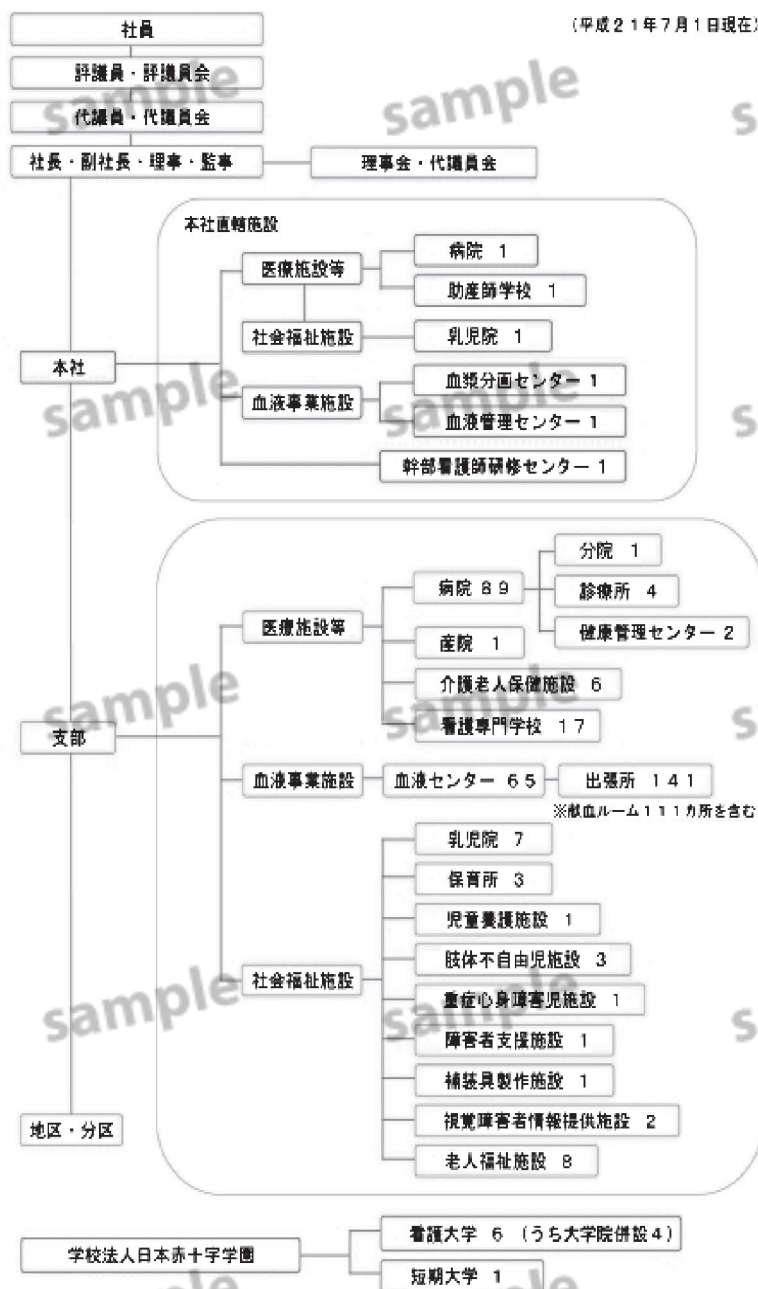 (平成21年7月1日現在)
社員
評議員・評議員会
代議員・代議員会
社長・副社長・理事・監事
理事会・代議員会
本社直轄施設
医療施設等
病院 1
助産師学校 1
社会福祉施設
乳児院 1
本社
血液事業施設
血漿分画センター 1
血液管理センター 1
幹部看護師研修センター 1
医療施設等
病院 89
分院 1
診療所 4
健康管理センター 2
産院 1
介護老人保健施設 6
看護専門学校 17
支部
血液事業施設
血液センター 65
出張所 141
※献血ルーム111カ所を含む
社会福祉施設
乳児院 7
保育所 3
児童養護施設 1
肢体不自由児施設 3
重症心身障害児施設 1
障害者支援施設 1
補装具製作施設 1
視覚障害者情報提供施設 2
老人福祉施設 8
地区・分区
学校法人日本赤十字学園
看護大学 6 (うち大学院併設4)
短期大学 1
sample
sample
sample
sample
sample
sample
sample
sample